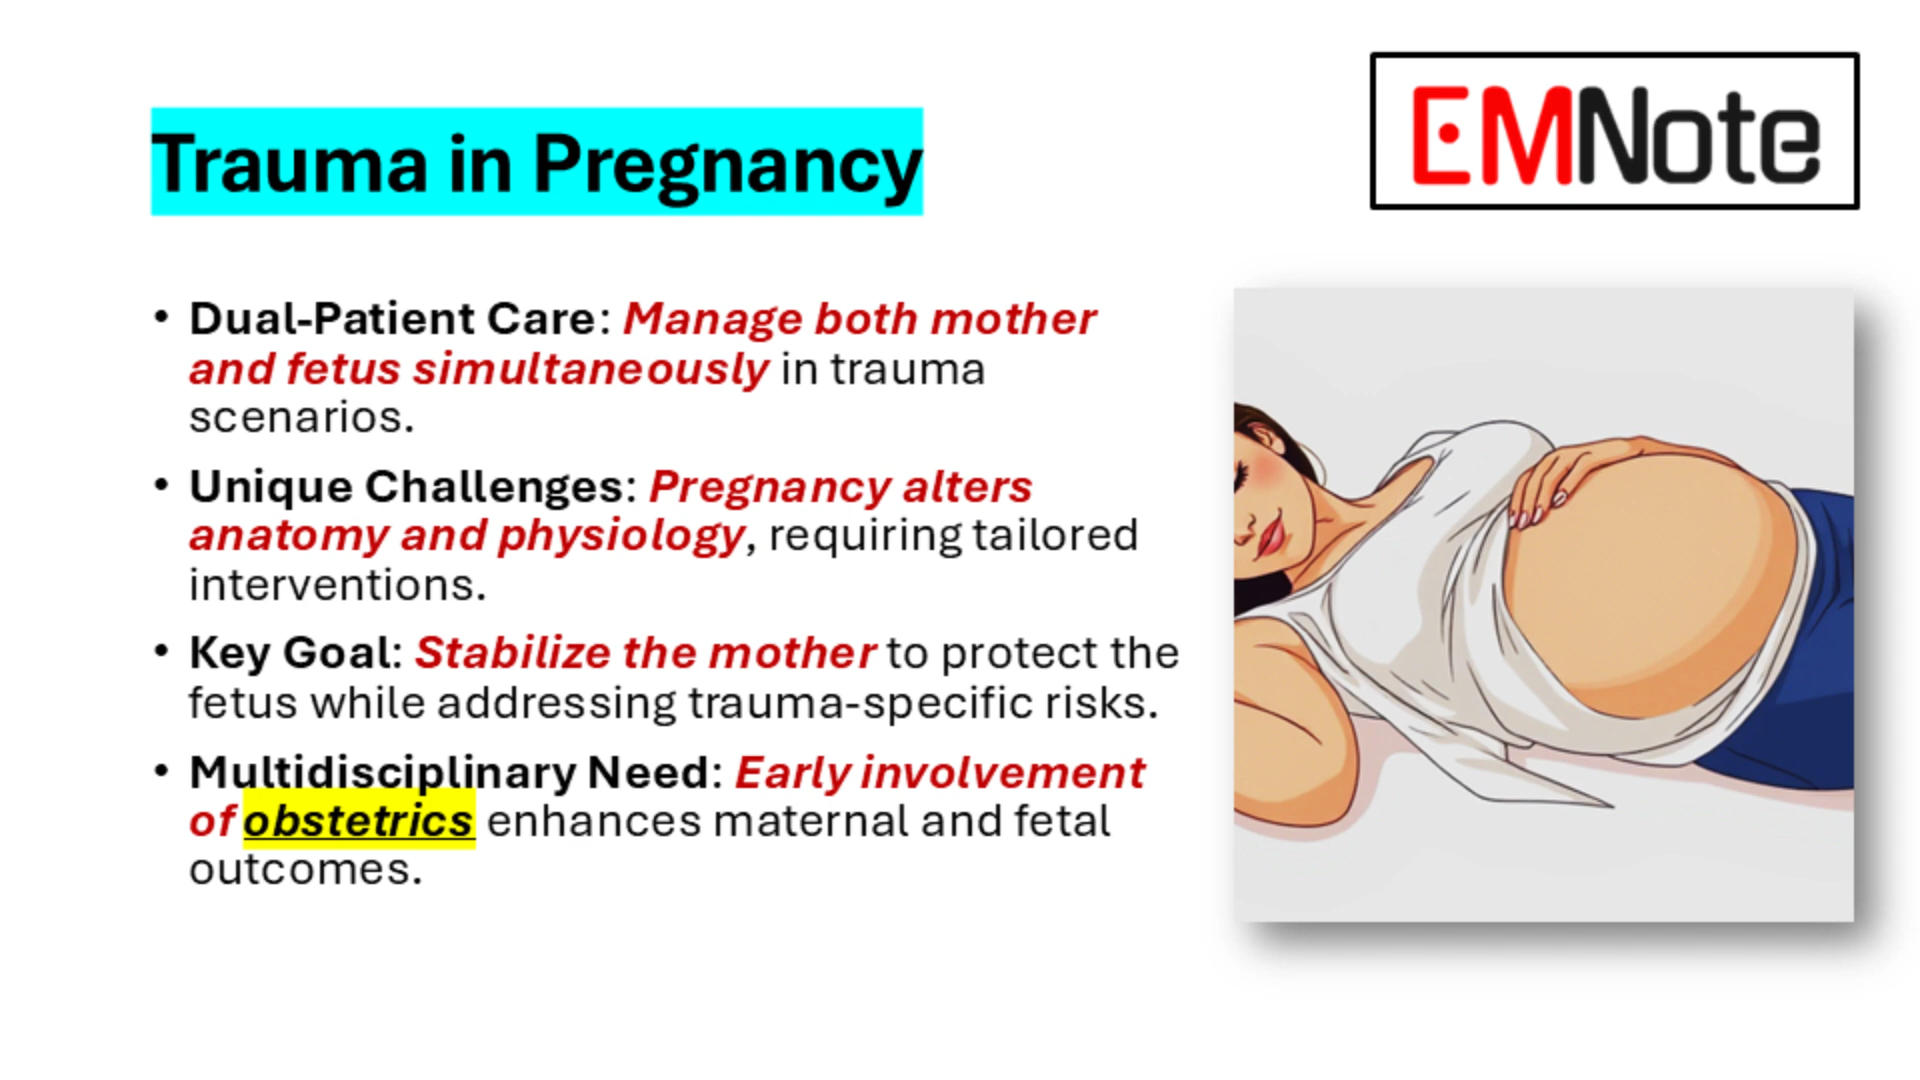 Trauma in Pregnancy
EMNote
• Dual-Patient Care: Manage both mother
and fetus simultaneously in trauma
scenarios.
• Unique Challenges: Pregnancy alters
anatomy and physiology, requiring tailored
interventions.
• Key Goal: Stabilize the mother to protect the
fetus while addressing trauma-specific risks.
• Multidisciplinary Need: Early involvement
of obstetrics enhances maternal and fetal
outcomes.